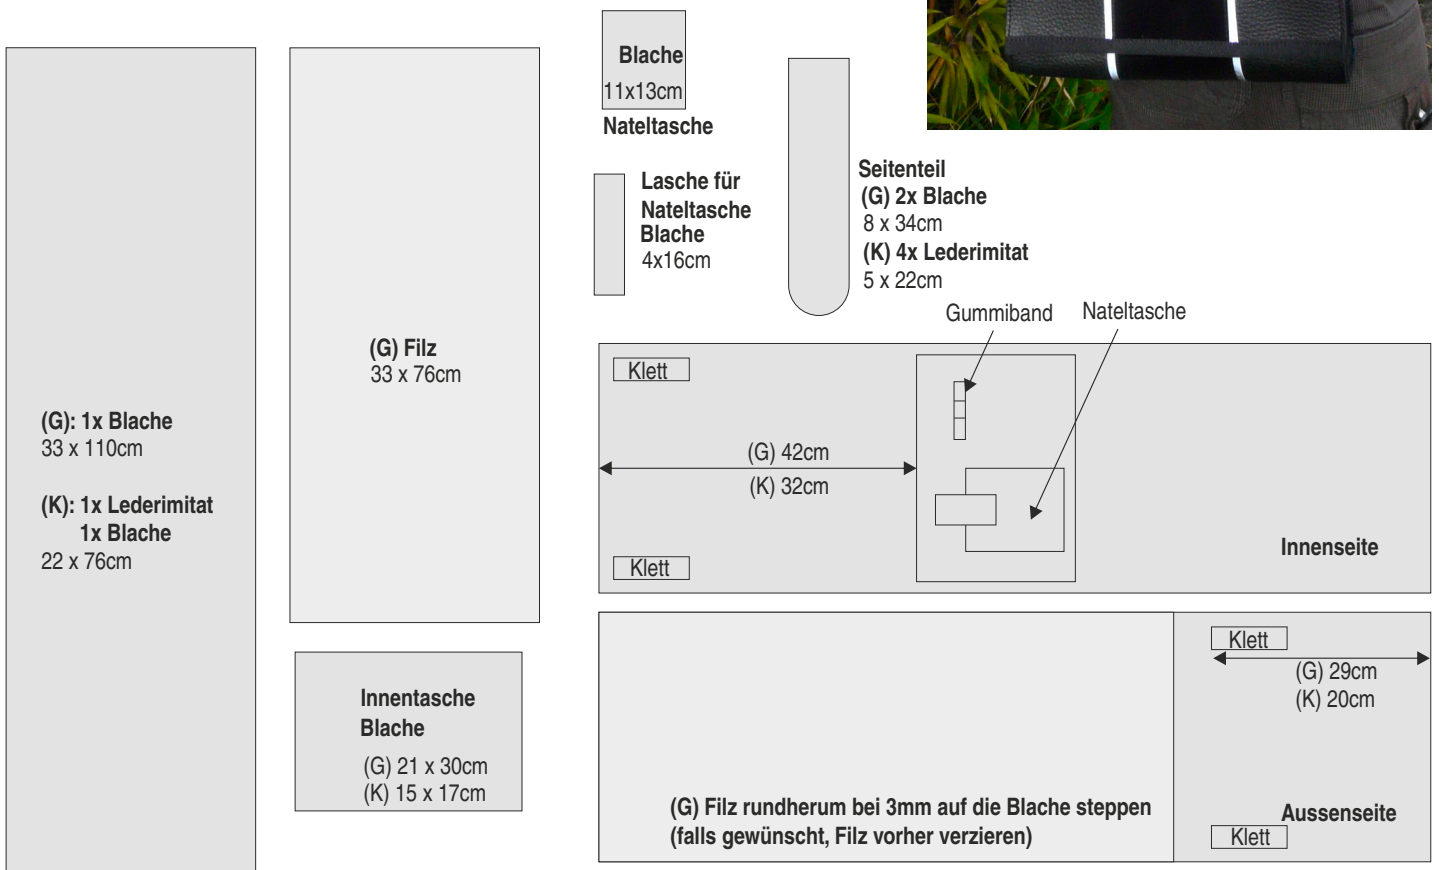 (G): 1x Blache
33 x 110cm
(K): 1x Lederimitat
1x Blache
22 x 76cm
(G) Filz
33 x 76cm
Innentasche
Blache
(G) 21 x 30cm
(K) 15 x 17cm
Blache
11x13cm
Nateltasche
Lasche für
Nateltasche
Blache
4x16cm
Seitenteil
(G) 2x Blache
8 x 34cm
(K) 4x Lederimitat
5 x 22cm
Gummiband
Nateltasche
Klett
(G) 42cm
(K) 32cm
Klett
Innenseite
Klett
(G) 29cm
(K) 20cm
(G) Filz rundherum bei 3mm auf die Blache steppen
(falls gewünscht, Filz vorher verzieren)
Aussenseite
Klett